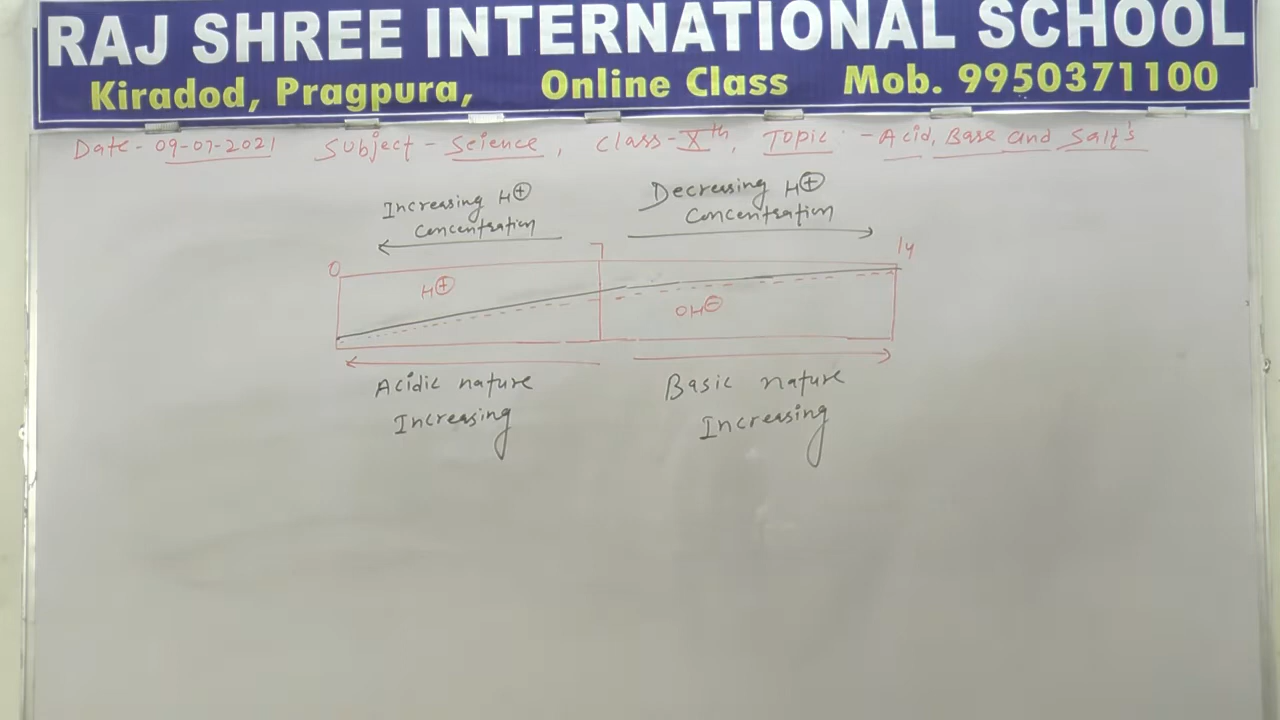 RAJ SHREE INTERNATIONAL SCHOOL
Kiradod, Pragpura, Online Class Mob. 9950371100
Date - 09-07-2021 Subject - Science, Class - Xth, Topic - Acid, Base and Salt's
Increasing H⊕
Concentration
Decreasing H⊕
Concentration
0 7 14
H⊕
OH⊖
Acidic nature
Increasing
Basic nature
Increasing